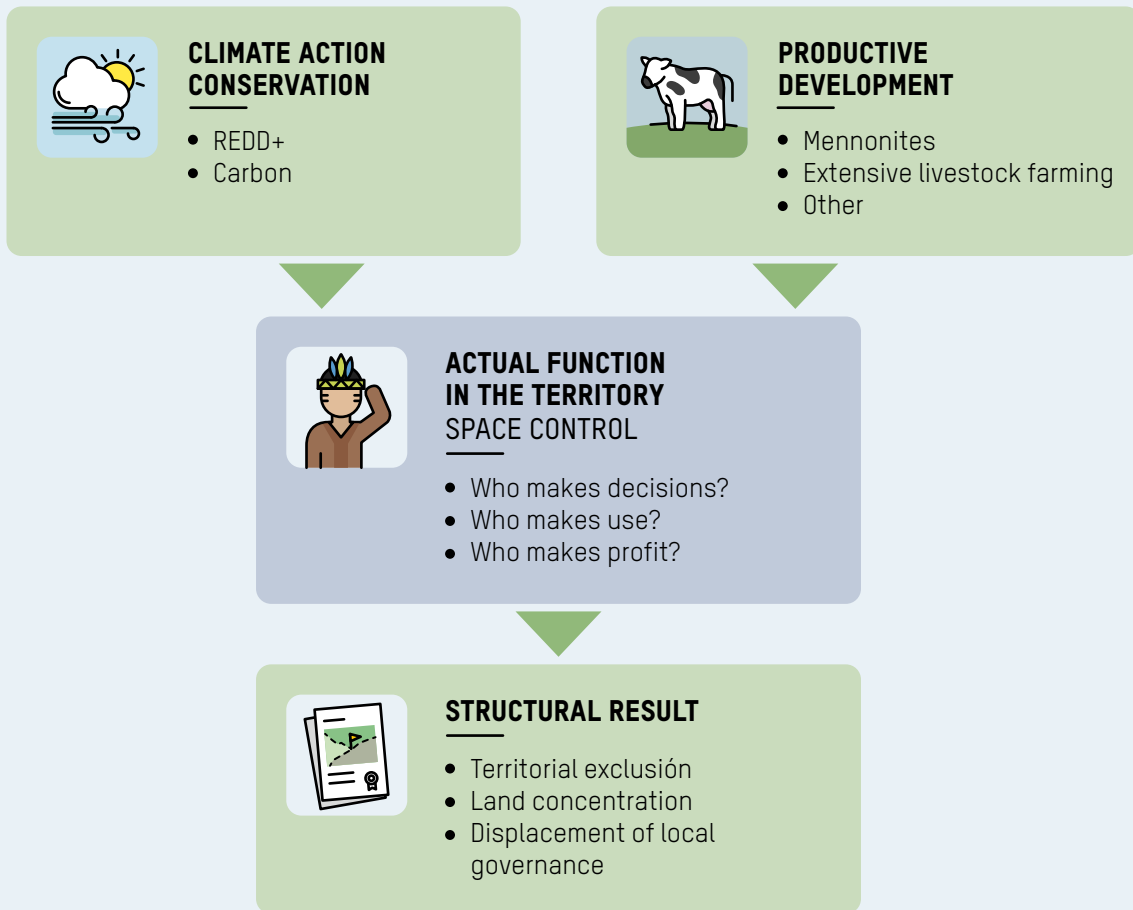 CLIMATE ACTION
CONSERVATION
• REDD+
• Carbon
PRODUCTIVE
DEVELOPMENT
• Mennonites
• Extensive livestock farming
• Other
ACTUAL FUNCTION
IN THE TERRITORY
SPACE CONTROL
• Who makes decisions?
• Who makes use?
• Who makes profit?
STRUCTURAL RESULT
• Territorial exclusión
• Land concentration
• Displacement of local
governance